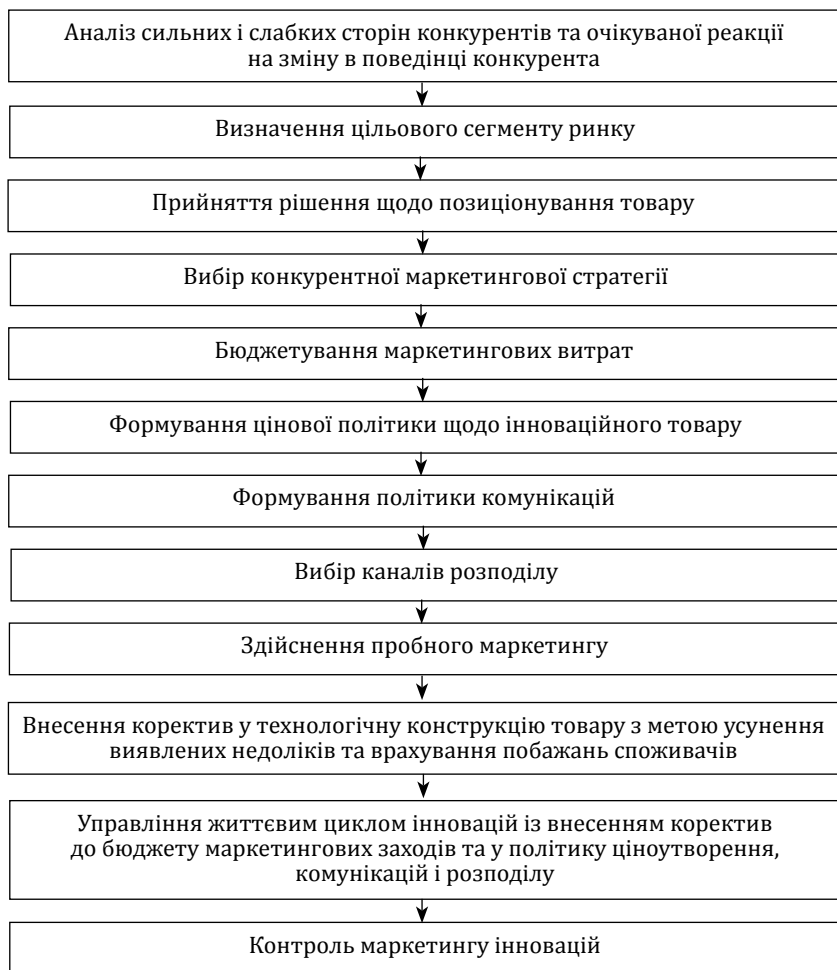 Аналіз сильних і слабких сторін конкурентів та очікуваної реакції
на зміну в поведінці конкурента
Визначення цільового сегменту ринку
Прийняття рішення щодо позиціонування товару
Вибір конкурентної маркетингової стратегії
Бюджетування маркетингових витрат
Формування цінової політики щодо інноваційного товару
Формування політики комунікацій
Вибір каналів розподілу
Здійснення пробного маркетингу
Внесення коректив у технологічну конструкцію товару з метою усунення
виявлених недоліків та врахування побажань споживачів
Управління життєвим циклом інновацій із внесенням коректив
до бюджету маркетингових заходів та у політику ціноутворення,
комунікацій і розподілу
Контроль маркетингу інновацій